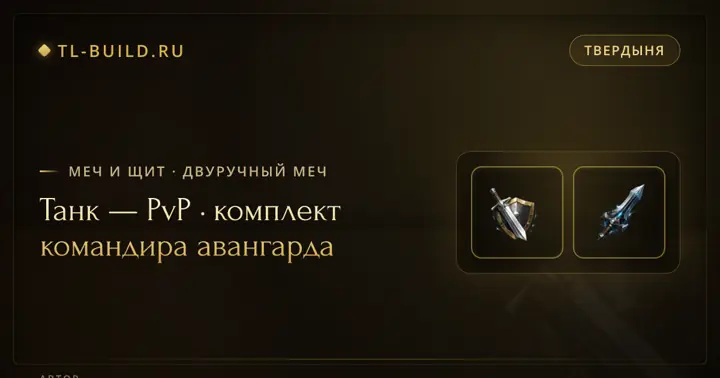 TL-BUILD.RU
ТВЕРДЫНЯ
МЕЧ И ЩИТ · ДВУРУЧНЫЙ МЕЧ
Танк — PvP · комплект
командира авангарда